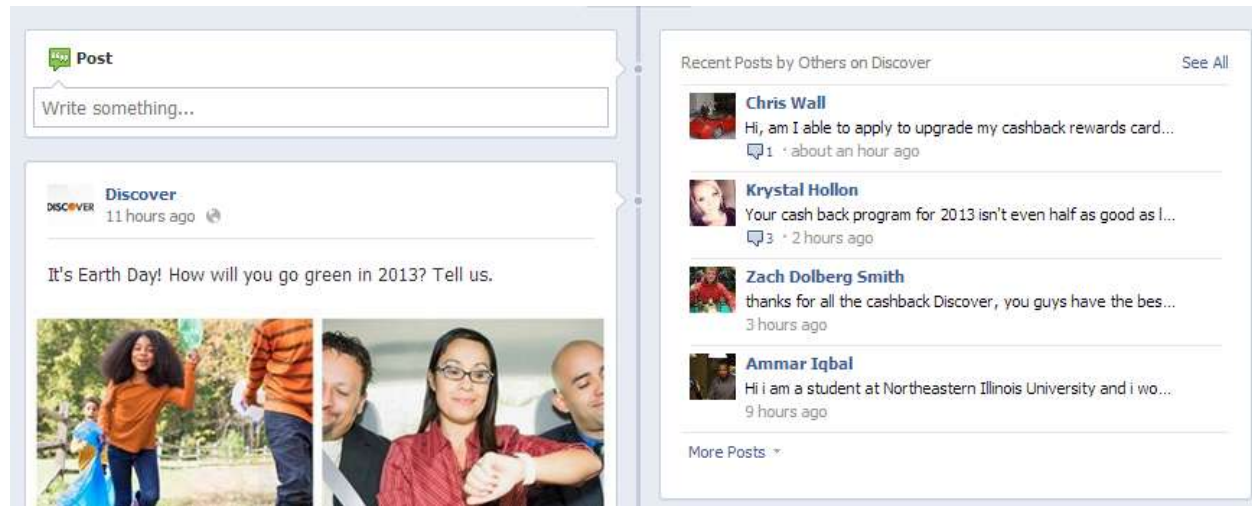 Post
Write something...
DISCOVER
Discover
11 hours ago
It's Earth Day! How will you go green in 2013? Tell us.
Recent Posts by Others on Discover
See All
Chris Wall
Hi, am I able to apply to upgrade my cashback rewards card...
1 · about an hour ago
Krystal Hollon
Your cash back program for 2013 isn't even half as good as l...
3 · 2 hours ago
Zach Dolberg Smith
thanks for all the cashback Discover, you guys have the bes...
3 hours ago
Ammar Iqbal
Hi i am a student at Northeastern Illinois University and i wo...
9 hours ago
More Posts